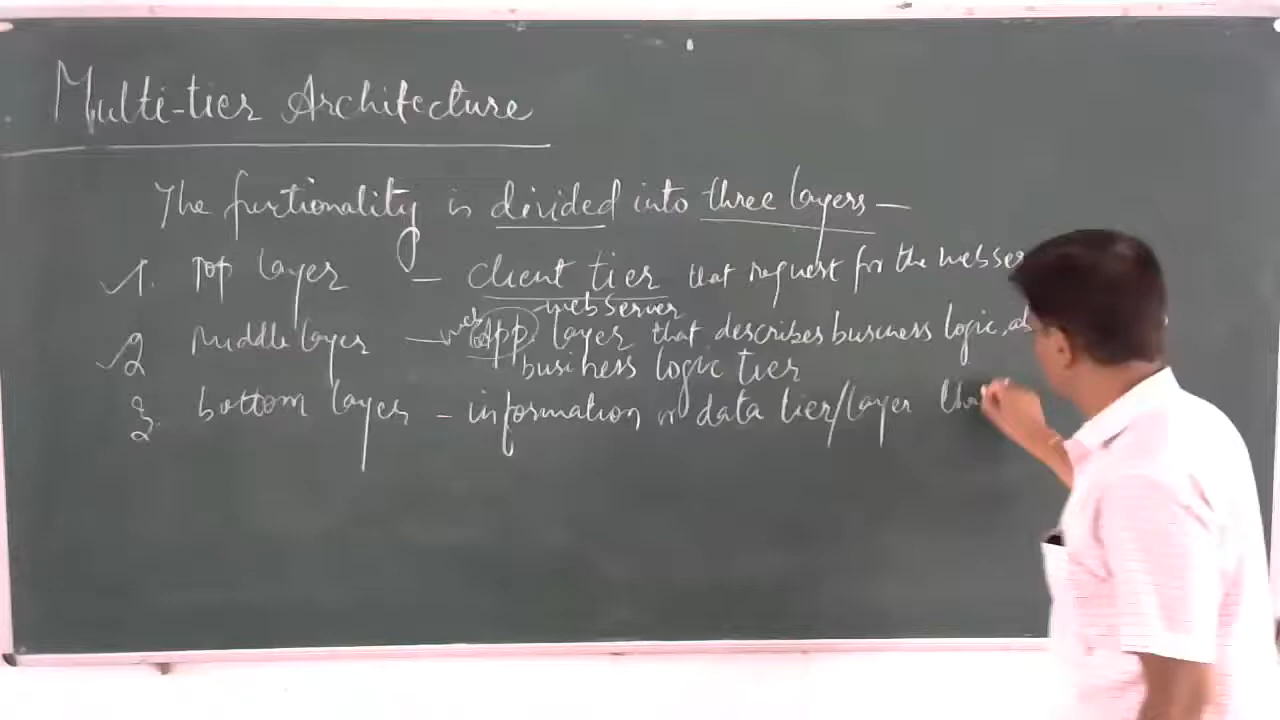 Multi-tier Architecture
The functionality is divided into three layers —
1. Top layer — client tier that request for the webser
web server
2 Middle layer — web App layer that describes business logic, as
business logic tier
3. bottom layer — information or data tier/layer tha